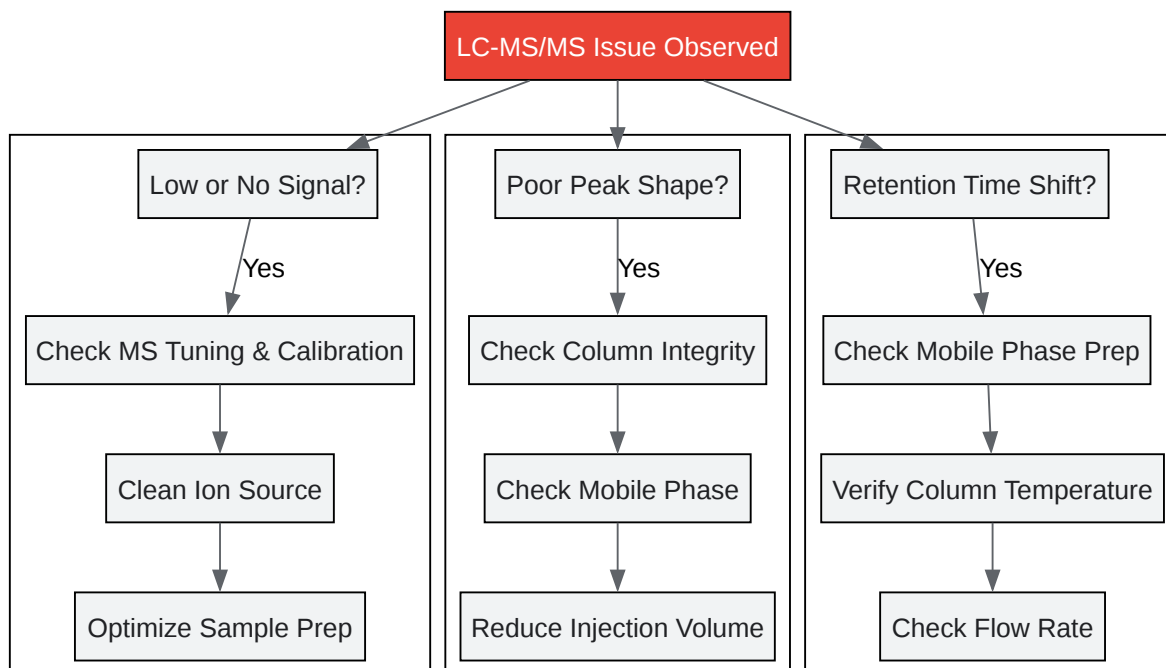 LC-MS/MS Issue Observed
Low or No Signal?
Poor Peak Shape?
Retention Time Shift?
Yes
Yes
Yes
Check MS Tuning & Calibration
Check Column Integrity
Check Mobile Phase Prep
Clean Ion Source
Check Mobile Phase
Verify Column Temperature
Optimize Sample Prep
Reduce Injection Volume
Check Flow Rate